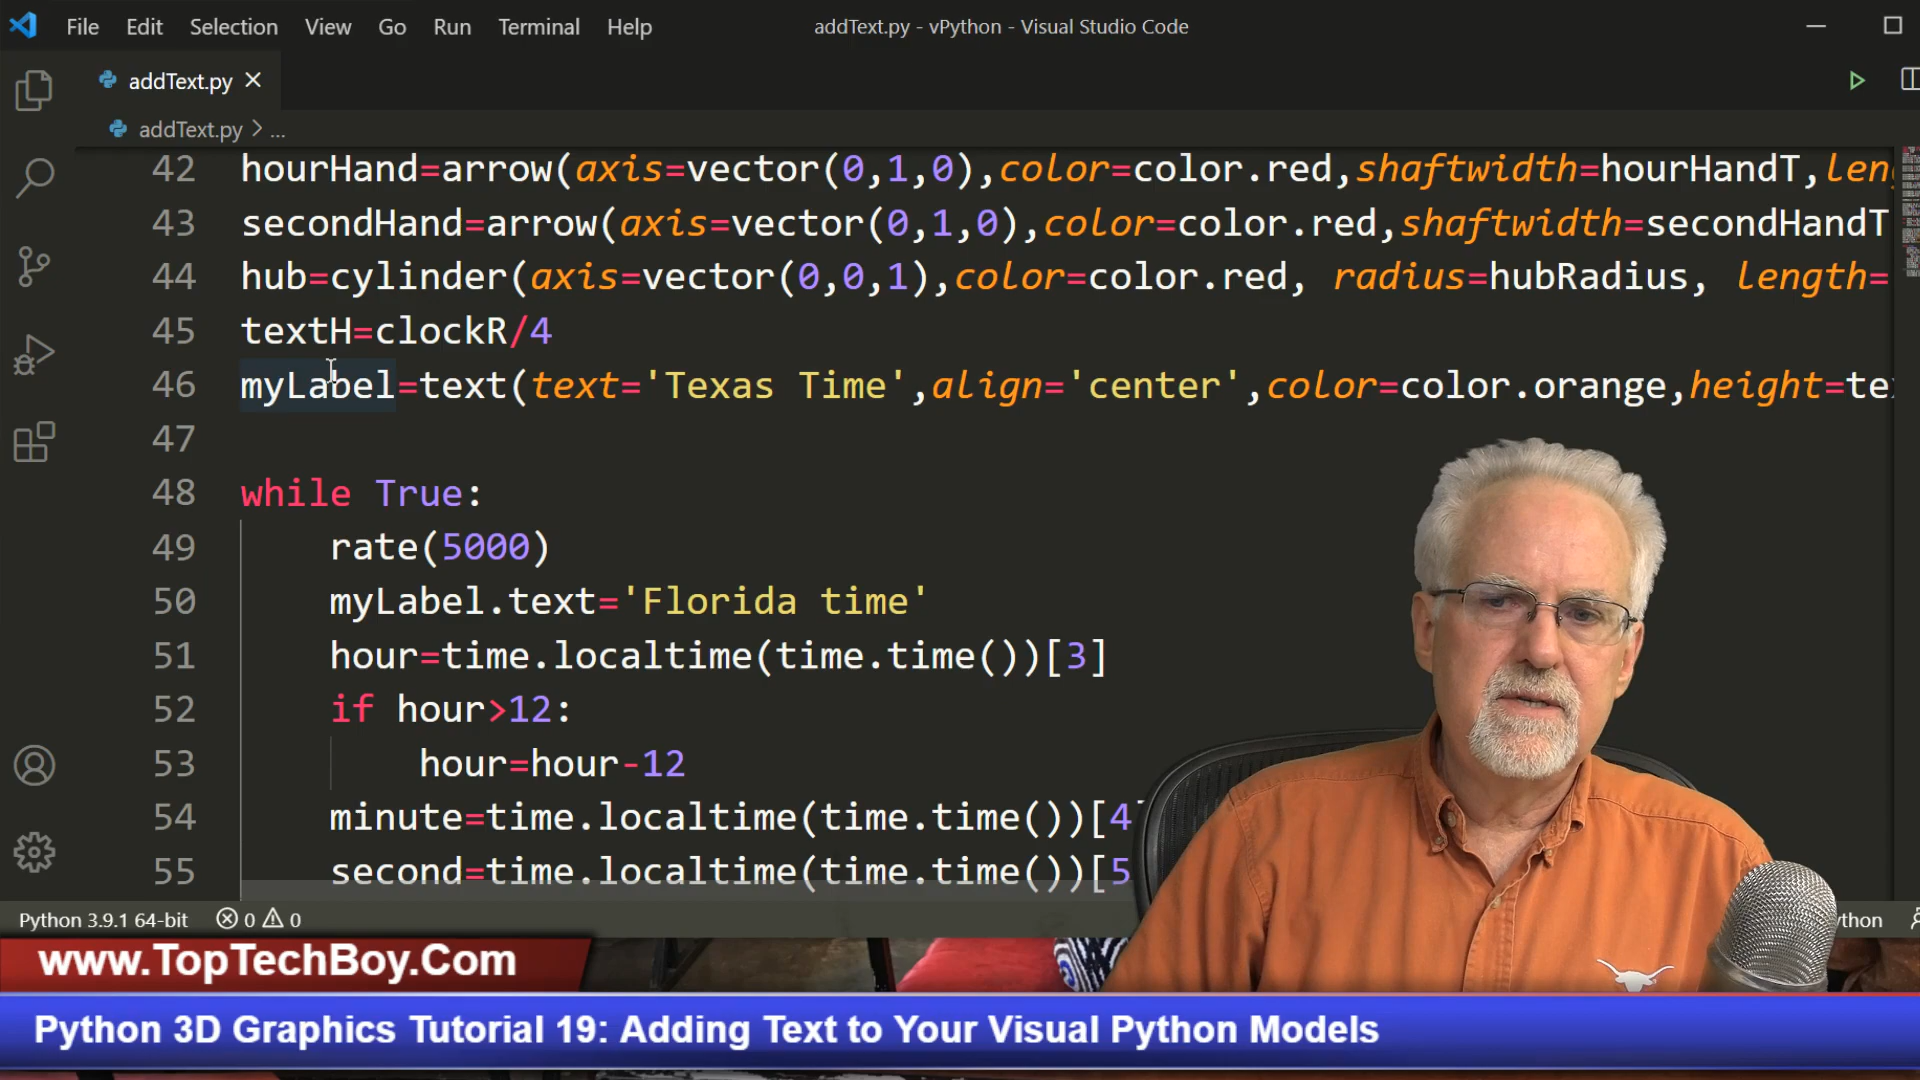 File Edit Selection View Go Run Terminal Help addText.py - vPython - Visual Studio Code
addText.py
addText.py > ...
42 hourHand=arrow(axis=vector(0,1,0),color=color.red,shaftwidth=hourHandT,leng
43 secondHand=arrow(axis=vector(0,1,0),color=color.red,shaftwidth=secondHandT
44 hub=cylinder(axis=vector(0,0,1),color=color.red, radius=hubRadius, length=
45 textH=clockR/4
46 myLabel=text(text='Texas Time',align='center',color=color.orange,height=te
47
48 while True:
49 rate(5000)
50 myLabel.text='Florida time'
51 hour=time.localtime(time.time())[3]
52 if hour>12:
53 hour=hour-12
54 minute=time.localtime(time.time())[4]
55 second=time.localtime(time.time())[5
Python 3.9.1 64-bit 0 0 ython
www.TopTechBoy.Com
Python 3D Graphics Tutorial 19: Adding Text to Your Visual Python Models